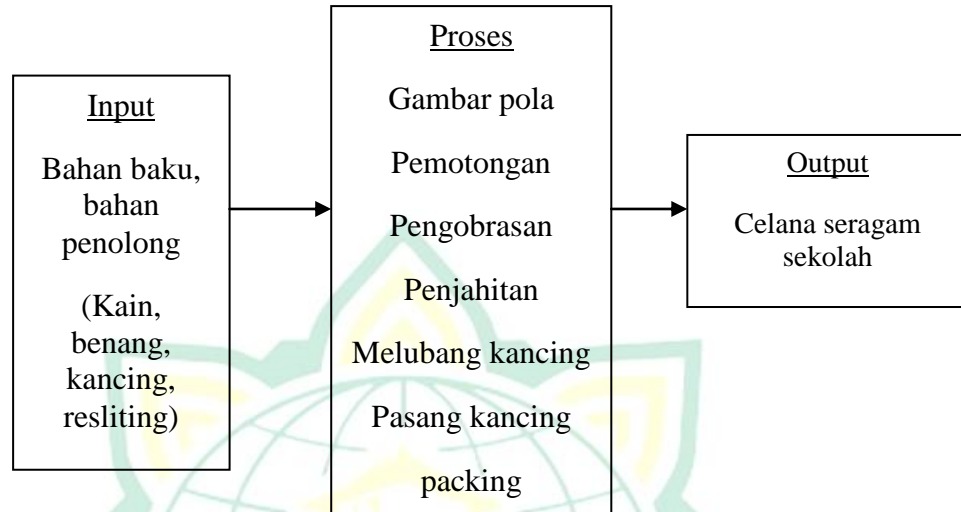 Input
Bahan baku,
bahan
penolong
(Kain,
benang,
kancing,
resliting)
Proses
Gambar pola
Pemotongan
Pengobrasan
Penjahitan
Melubang kancing
Pasang kancing
packing
Output
Celana seragam
sekolah